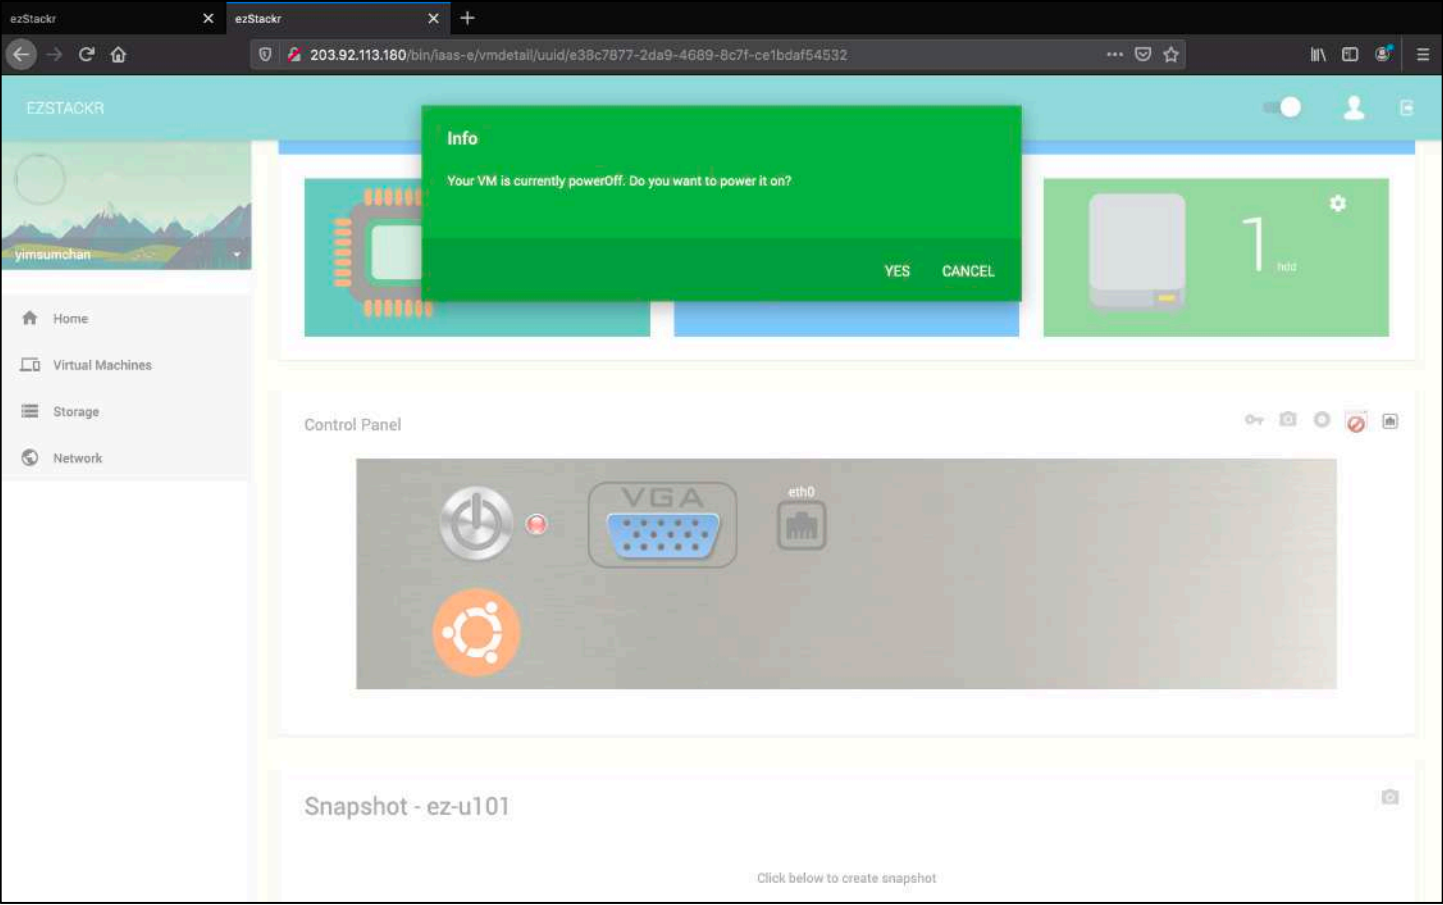 ezStackr
ezStackr
203.92.113.180/bin/iaas-e/vmdetail/uuid/e38c7877-2da9-4689-8c7f-ce1bdaf54532
EZSTACKR
Info
Your VM is currently powerOff. Do you want to power it on?
YES CANCEL
1 hdd
yimsumchan
Home
Virtual Machines
Storage
Network
Control Panel
VGA
eth0
Snapshot - ez-u101
Click below to create snapshot